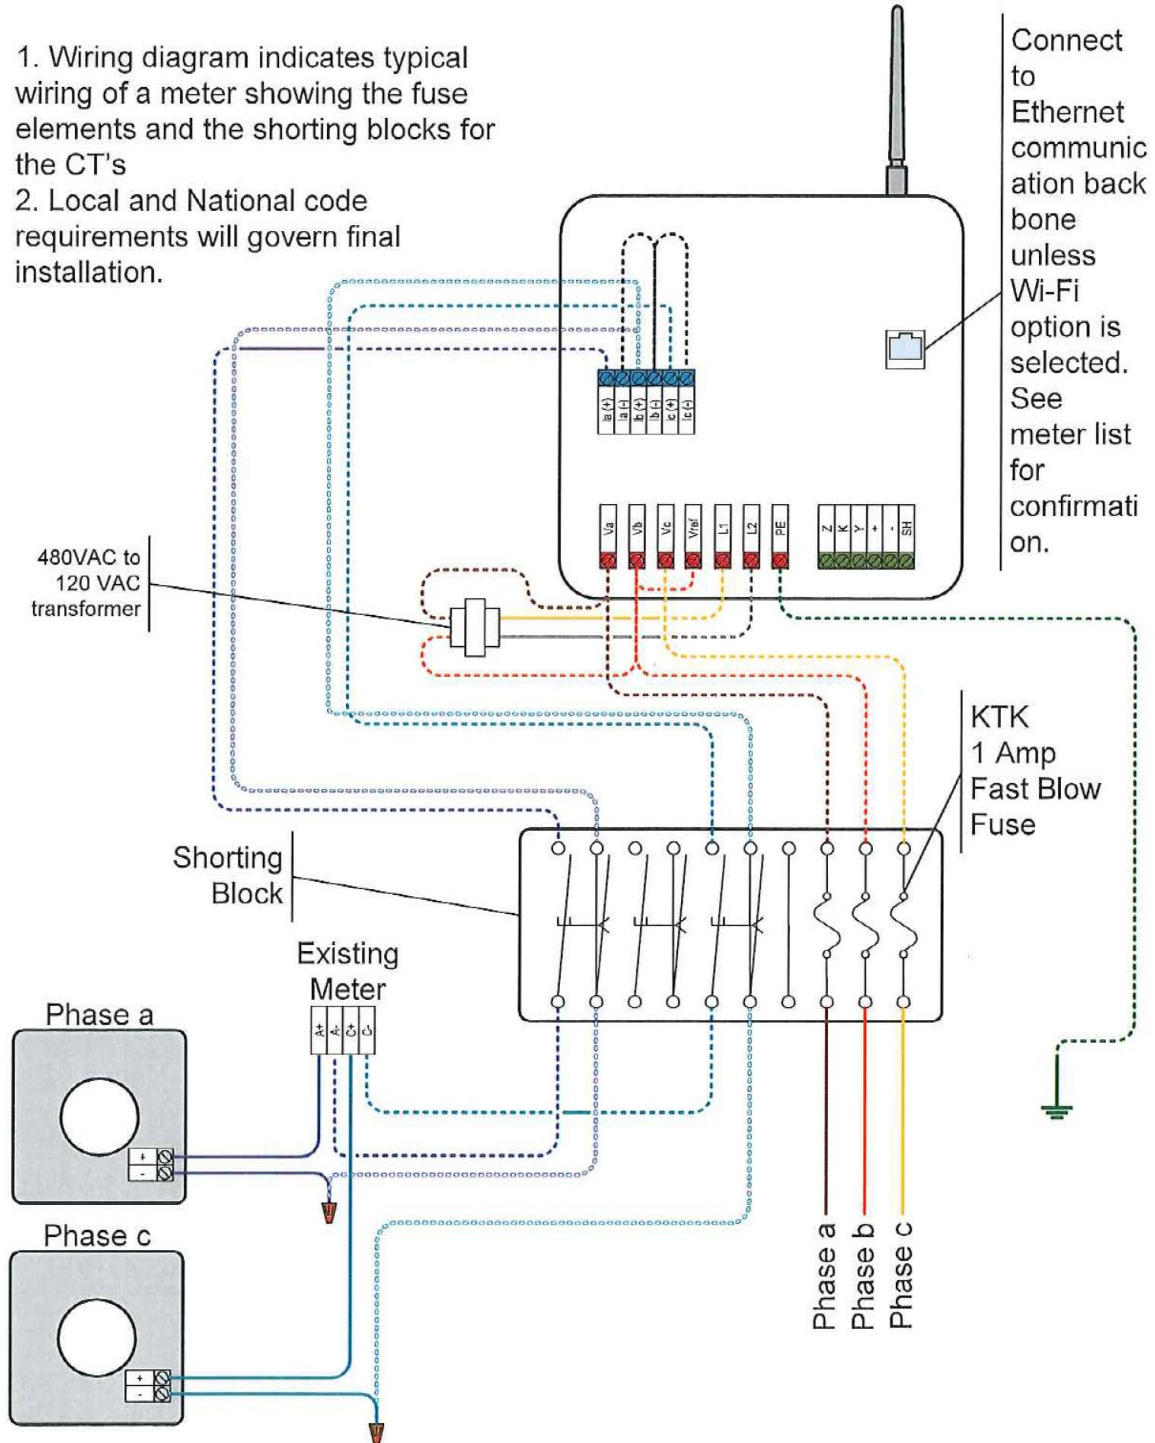 1. Wiring diagram indicates typical
wiring of a meter showing the fuse
elements and the shorting blocks for
the CT's
2. Local and National code
requirements will govern final
installation.
Connect
to
Ethernet
communic
ation back
bone
unless
Wi-Fi
option is
selected.
See
meter list
for
confirmati
on.
Ia (+)
Ia (-)
Ib (+)
Ib (-)
Ic (+)
Ic (-)
Va
Vb
Vc
Vref
L1
L2
PE
Z
K
Y
+
-
SH
480VAC to
120 VAC
transformer
KTK
1 Amp
Fast Blow
Fuse
Shorting
Block
Existing
Meter
A+
A-
C+
C-
Phase a
+
-
Phase c
+
-
Phase a
Phase b
Phase c